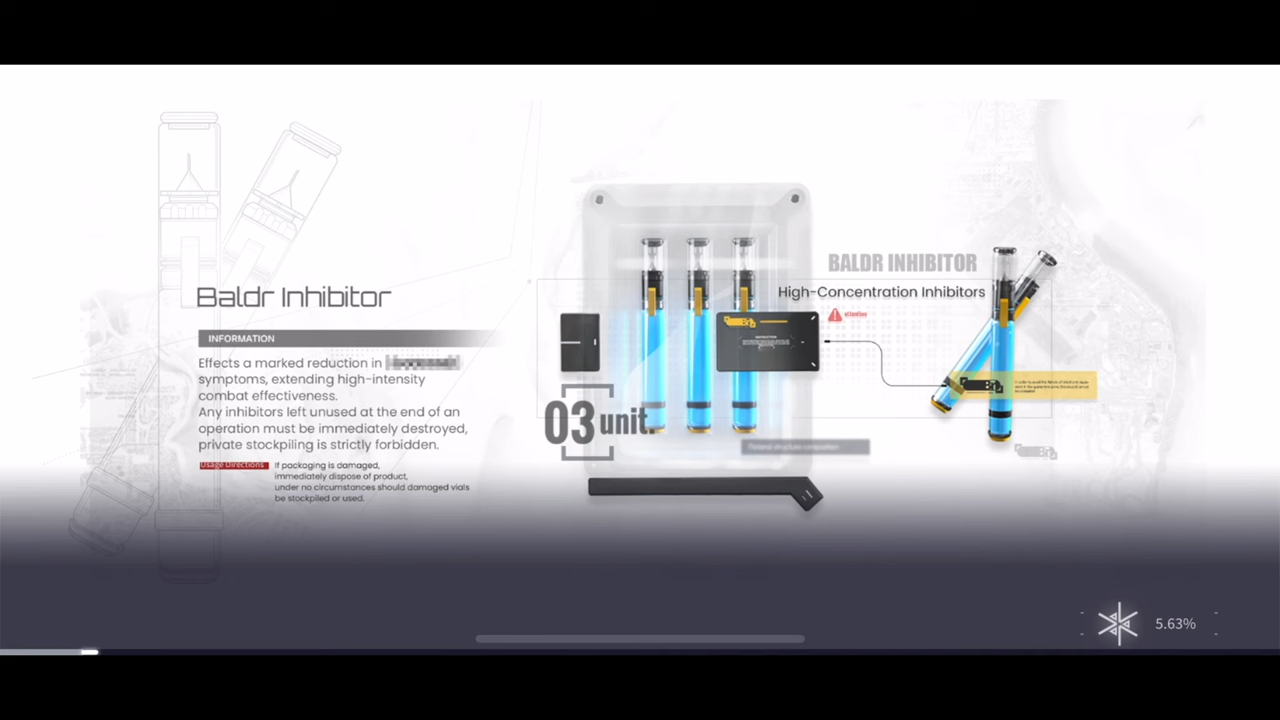 Baldr Inhibitor
INFORMATION
Effects a marked reduction in
symptoms, extending high-intensity
combat effectiveness.
Any inhibitors left unused at the end of an
operation must be immediately destroyed,
private stockpiling is strictly forbidden.
Usage Directions
If packaging is damaged,
immediately dispose of product,
under no circumstances should damaged vials
be stockpiled or used.
03 unit.
BALDR INHIBITOR
High-Concentration Inhibitors
attention
5.63%